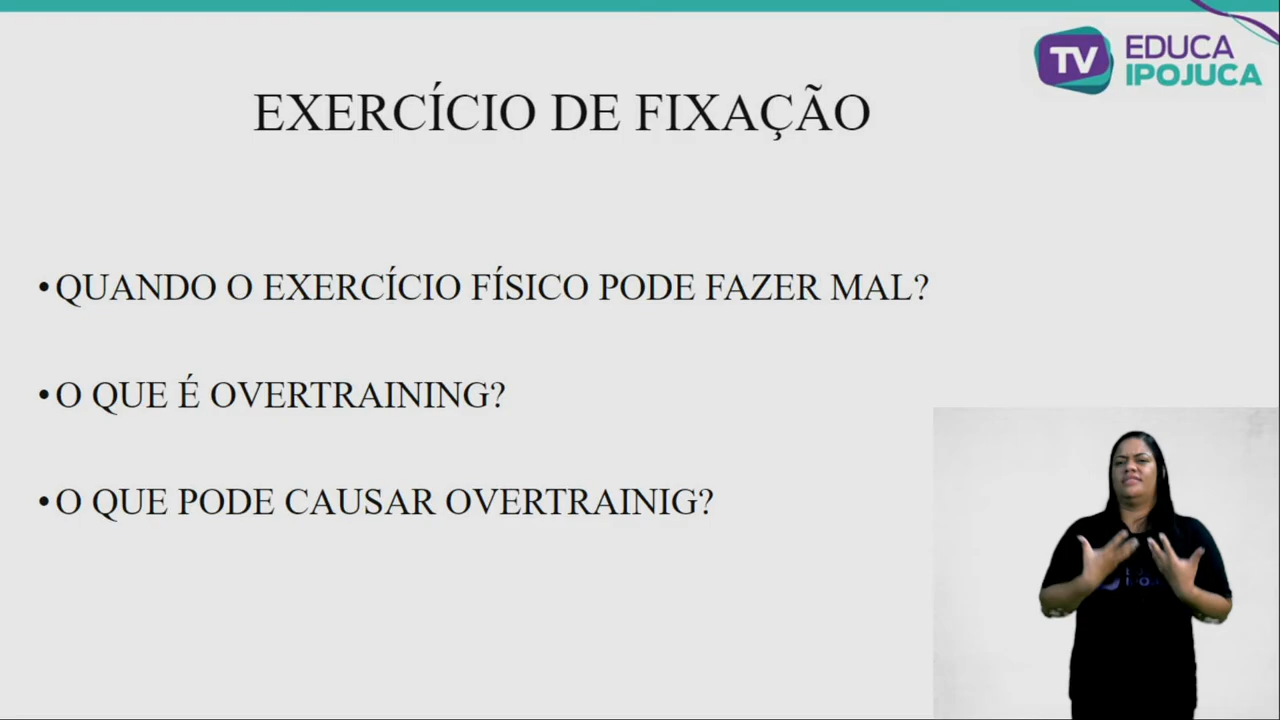 TV EDUCA
IPOJUCA
EXERCÍCIO DE FIXAÇÃO
•QUANDO O EXERCÍCIO FÍSICO PODE FAZER MAL?
•O QUE É OVERTRAINING?
•O QUE PODE CAUSAR OVERTRAINIG?